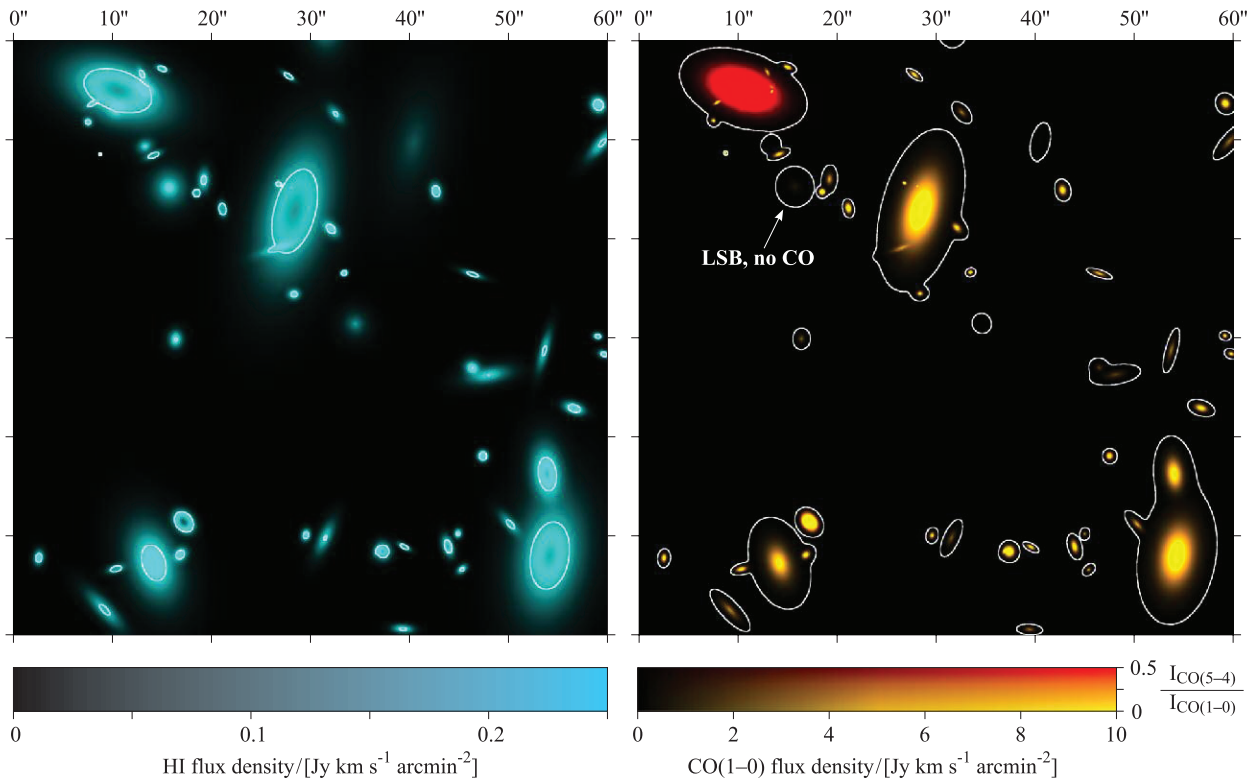 0" 10" 20" 30" 40" 50" 60"
0" 10" 20" 30" 40" 50" 60"
LSB, no CO
0 0.1 0.2
HI flux density/[Jy km s⁻¹ arcmin⁻²]
0.5
0
I_CO(5–4)
I_CO(1–0)
0 2 4 6 8 10
CO(1–0) flux density/[Jy km s⁻¹ arcmin⁻²]